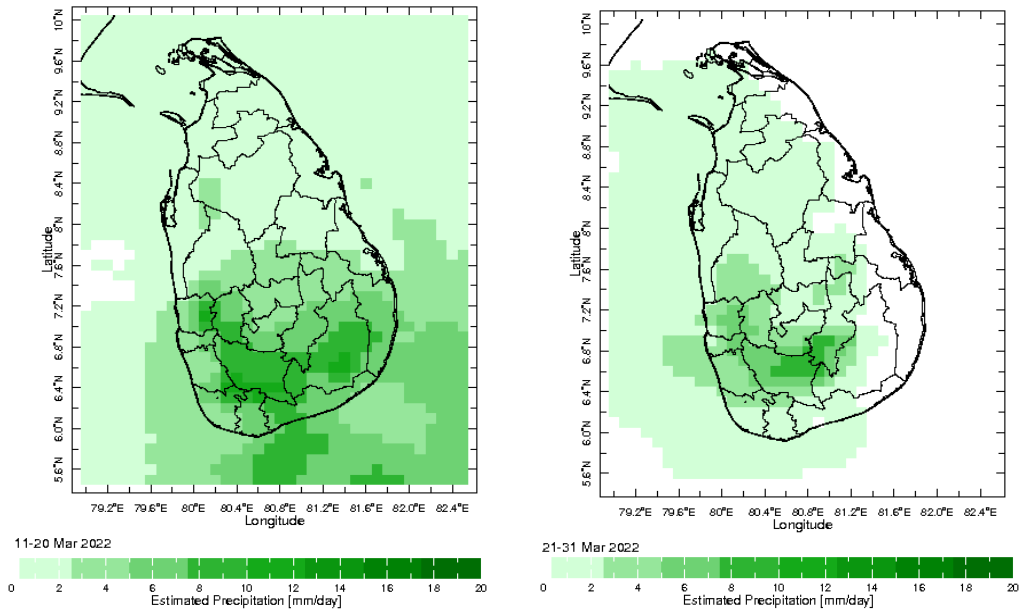 10°N
9.6°N
9.2°N
8.8°N
8.4°N
8°N
7.6°N
7.2°N
6.8°N
6.4°N
6.0°N
5.6°N
Latitude
79.2°E 79.6°E 80°E 80.4°E 80.8°E 81.2°E 81.6°E 82.0°E 82.4°E
Longitude
11-20 Mar 2022
0 2 4 6 8 10 12 14 16 18 20
Estimated Precipitation [mm/day]
10°N
9.6°N
9.2°N
8.8°N
8.4°N
8°N
7.6°N
7.2°N
6.8°N
6.4°N
6.0°N
5.6°N
Latitude
79.2°E 79.6°E 80°E 80.4°E 80.8°E 81.2°E 81.6°E 82.0°E 82.4°E
Longitude
21-31 Mar 2022
0 2 4 6 8 10 12 14 16 18 20
Estimated Precipitation [mm/day]